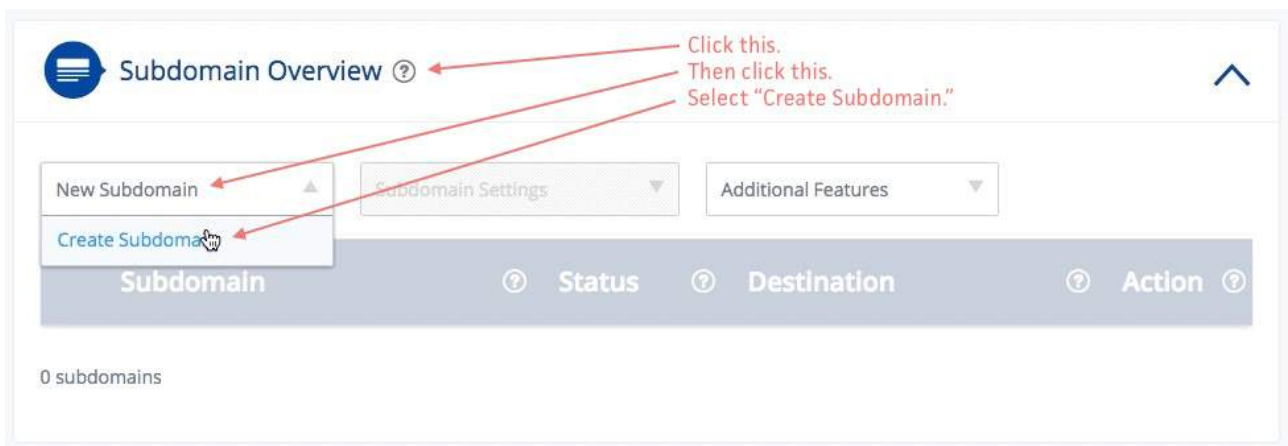 Subdomain Overview ?
Click this.
Then click this.
Select “Create Subdomain.”
New Subdomain
Subdomain Settings
Additional Features
Create Subdoma
Subdomain ? Status ? Destination ? Action ?
0 subdomains